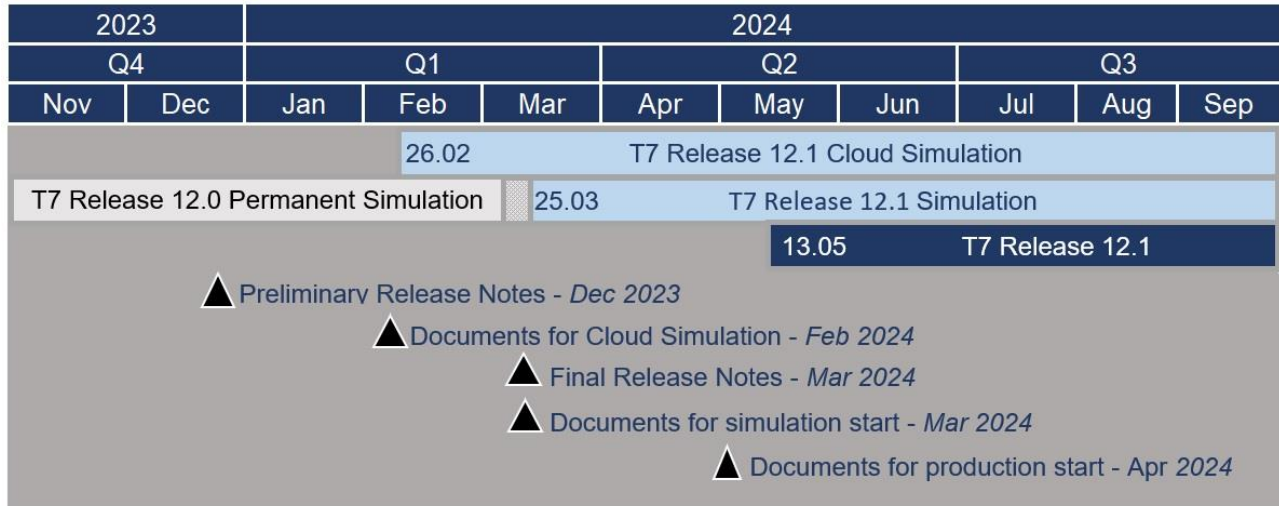 2023 2024
Q4 Q1 Q2 Q3
Nov Dec Jan Feb Mar Apr May Jun Jul Aug Sep
26.02 T7 Release 12.1 Cloud Simulation
T7 Release 12.0 Permanent Simulation 25.03 T7 Release 12.1 Simulation
13.05 T7 Release 12.1
Preliminary Release Notes - Dec 2023
Documents for Cloud Simulation - Feb 2024
Final Release Notes - Mar 2024
Documents for simulation start - Mar 2024
Documents for production start - Apr 2024